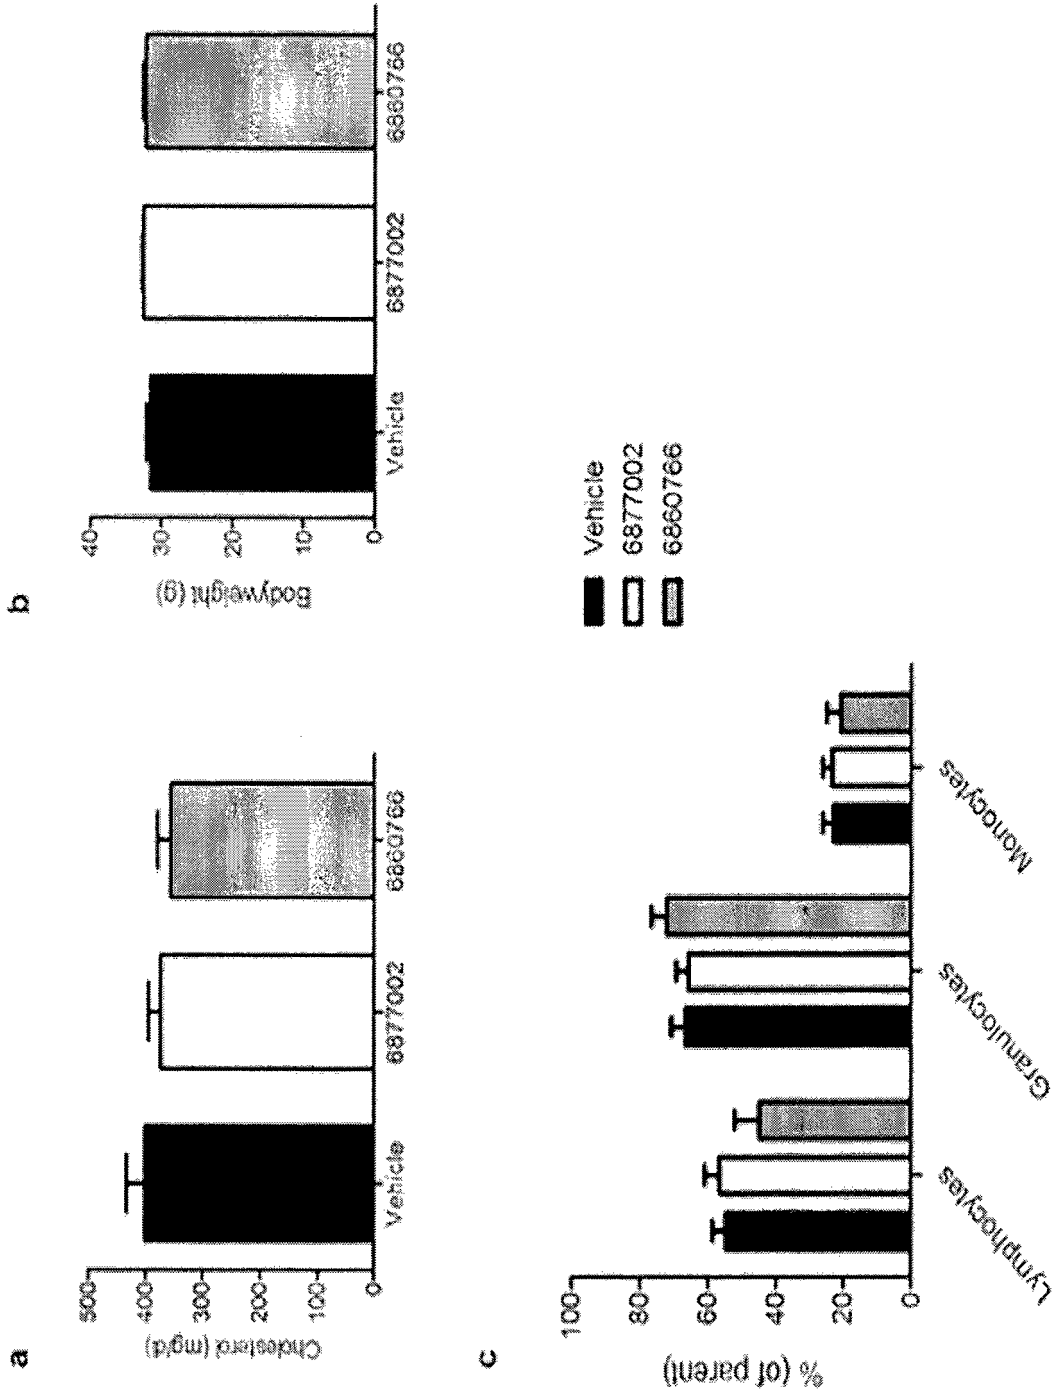 a
Cholesterol (mg/dl)
500
400
300
200
100
0
Vehicle
6877002
6860766
b
Bodyweight (g)
40
30
20
10
0
Vehicle
6877002
6860766
c
% (of parent)
100
80
60
40
20
0
Lymphocytes
Granulocytes
Monocytes
Vehicle
6877002
6860766